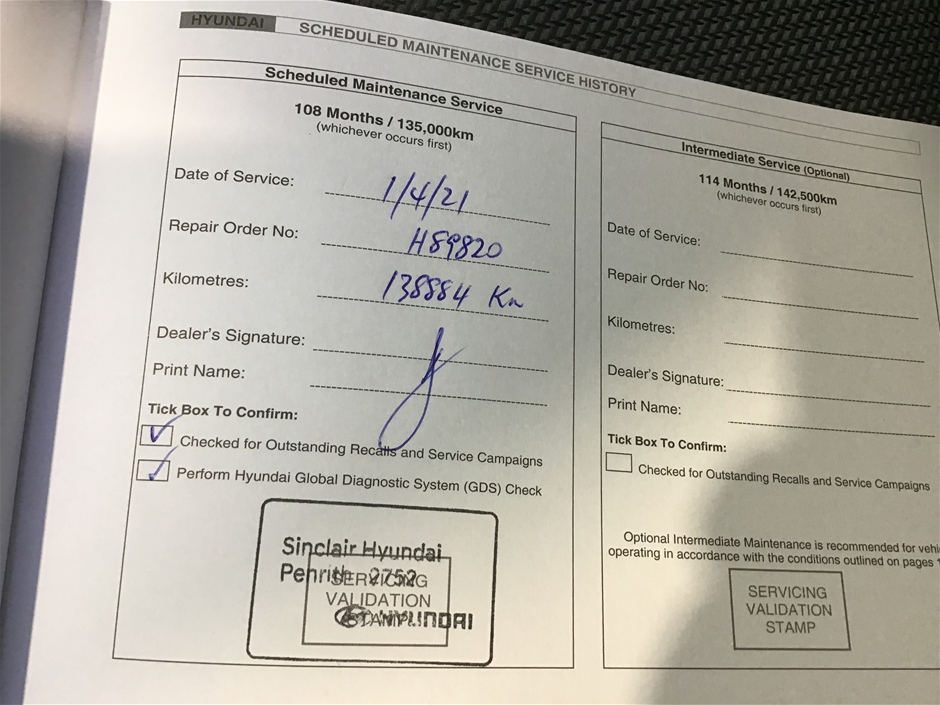 HYUNDAI
SCHEDULED MAINTENANCE SERVICE HISTORY
Scheduled Maintenance Service
108 Months / 135,000km
(whichever occurs first)
Date of Service: 1/4/21
Repair Order No: H89820
Kilometres: 138884 Km
Dealer's Signature:
Print Name:
Tick Box To Confirm:
Checked for Outstanding Recalls and Service Campaigns
Perform Hyundai Global Diagnostic System (GDS) Check
Sinclair Hyundai
Penrith 2752
SERVICING
VALIDATION
STAMP
HYUNDAI
Intermediate Service (Optional)
114 Months / 142,500km
(whichever occurs first)
Date of Service:
Repair Order No:
Kilometres:
Dealer's Signature:
Print Name:
Tick Box To Confirm:
Checked for Outstanding Recalls and Service Campaigns
Optional Intermediate Maintenance is recommended for vehi
operating in accordance with the conditions outlined on pages 1
SERVICING
VALIDATION
STAMP